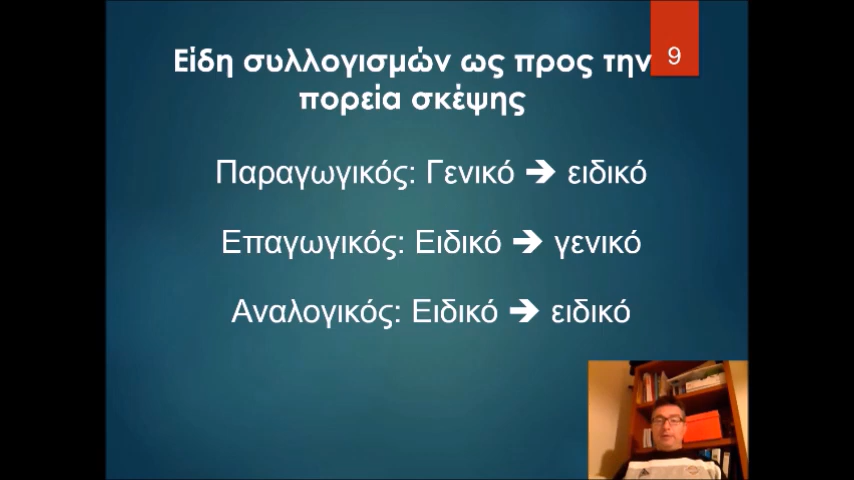 Είδη συλλογισμών ως προς την
πορεία σκέψης
9
Παραγωγικός: Γενικό ➔ ειδικό
Επαγωγικός: Ειδικό ➔ γενικό
Αναλογικός: Ειδικό ➔ ειδικό